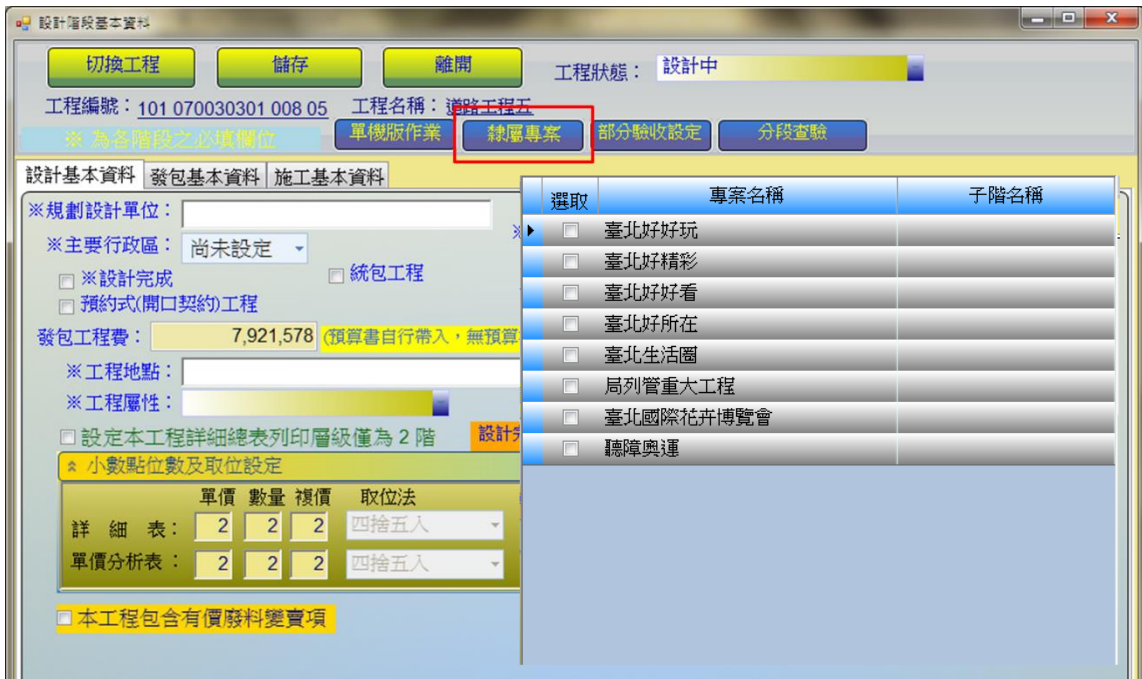 設計階段基本資料
切換工程 儲存 離開 工程狀態： 設計中
工程編號：101 070030301 008 05 工程名稱：道路工程五
※ 為各階段之必填欄位 單機版作業 隸屬專案 部分驗收設定 分段查驗
設計基本資料 發包基本資料 施工基本資料
※規劃設計單位：
※主要行政區： 尚未設定
※設計完成 統包工程
預約式(開口契約)工程
發包工程費： 7,921,578 (預算書自行帶入，無預算
※工程地點：
※工程屬性：
設定本工程詳細總表列印層級僅為 2 階
小數點位數及取位設定
單價 數量 複價 取位法
詳 細 表： 2 2 2 四捨五入
單價分析表： 2 2 2 四捨五入
本工程包含有價廢料變賣項
選取 專案名稱 子階名稱
臺北好好玩
臺北好精彩
臺北好好看
臺北好所在
臺北生活圈
局列管重大工程
臺北國際花卉博覽會
聽障奧運